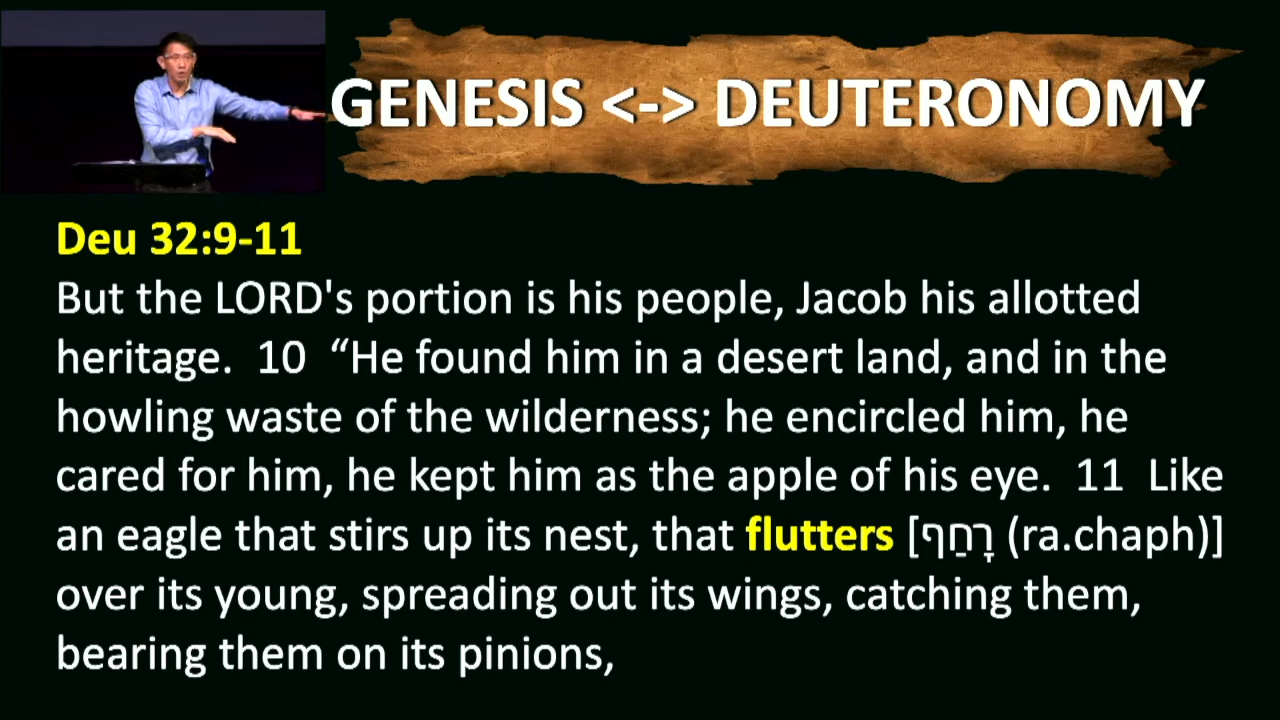 GENESIS <-> DEUTERONOMY
Deu 32:9-11
But the LORD's portion is his people, Jacob his allotted
heritage.  10  “He found him in a desert land, and in the
howling waste of the wilderness; he encircled him, he
cared for him, he kept him as the apple of his eye.  11  Like
an eagle that stirs up its nest, that flutters [רָחַף (ra.chaph)]
over its young, spreading out its wings, catching them,
bearing them on its pinions,